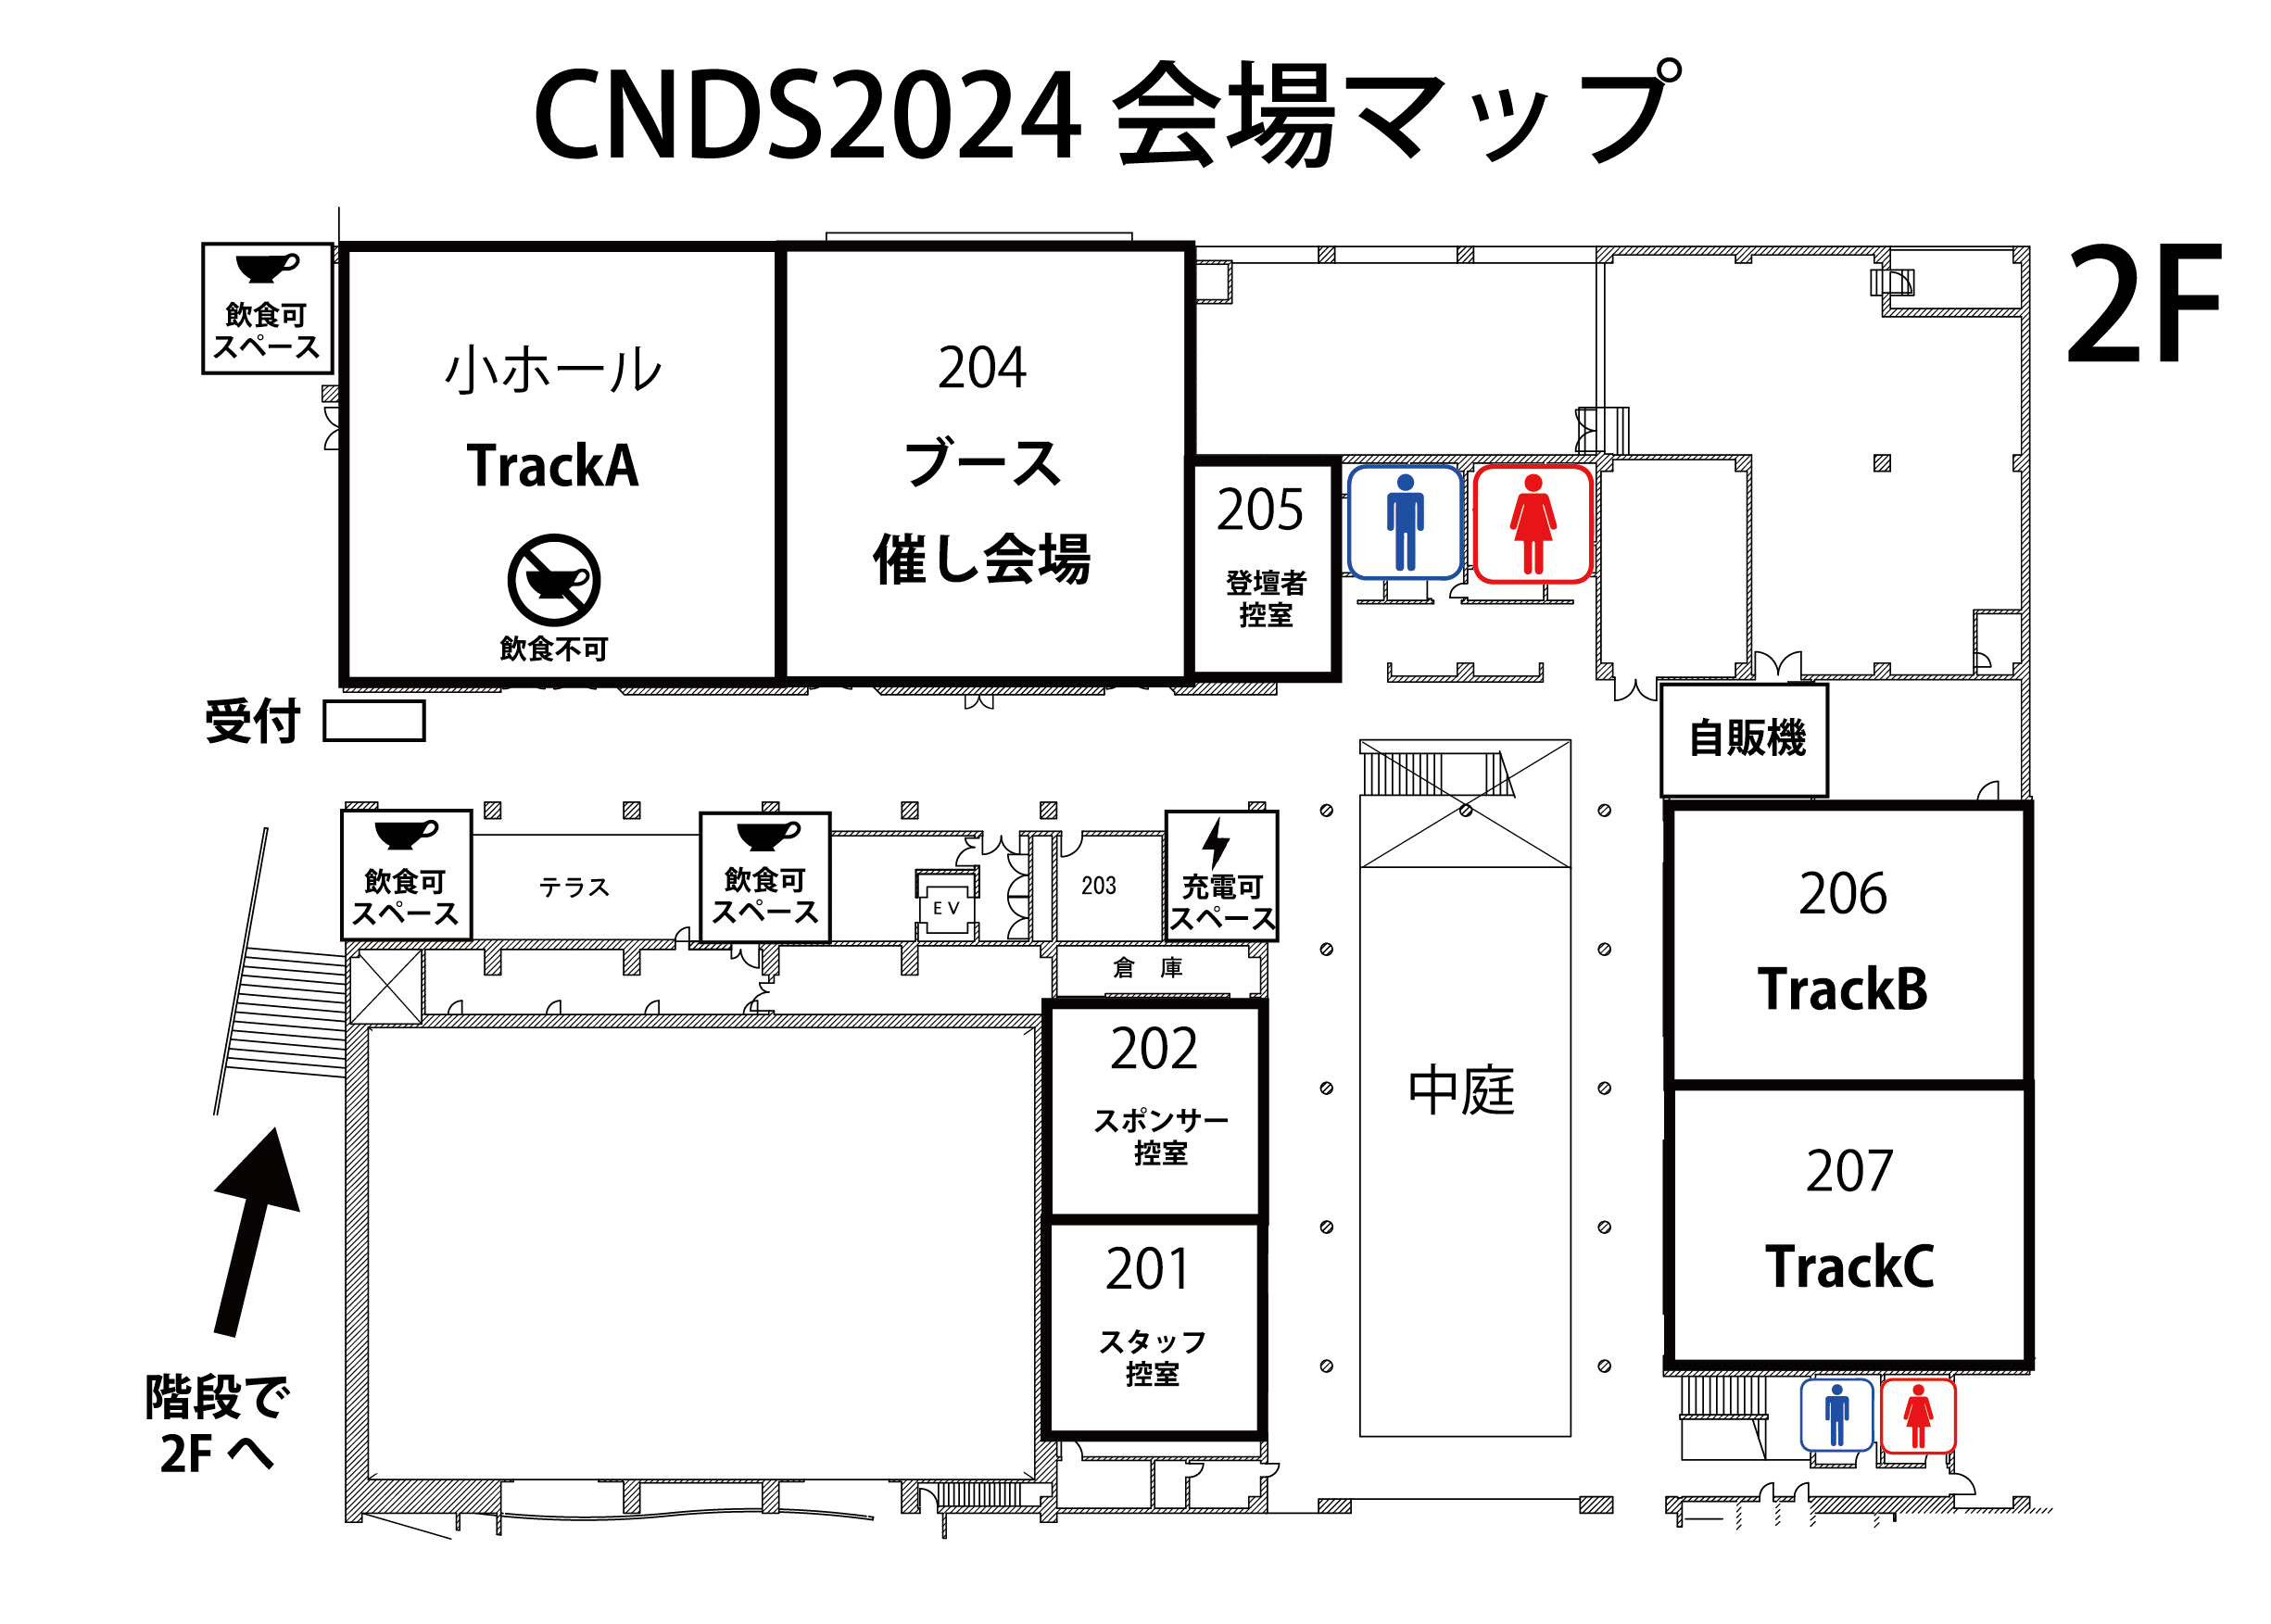 CNDS2024 会場マップ
2F
飲食可
スペース
小ホール
TrackA
飲食不可
204
ブース
催し会場
205
登壇者
控室
受付
自販機
飲食可
スペース
テラス
飲食可
スペース
EV
203
充電可
スペース
倉 庫
206
TrackB
202
スポンサー
控室
中庭
207
TrackC
201
スタッフ
控室
階段で
2F へ